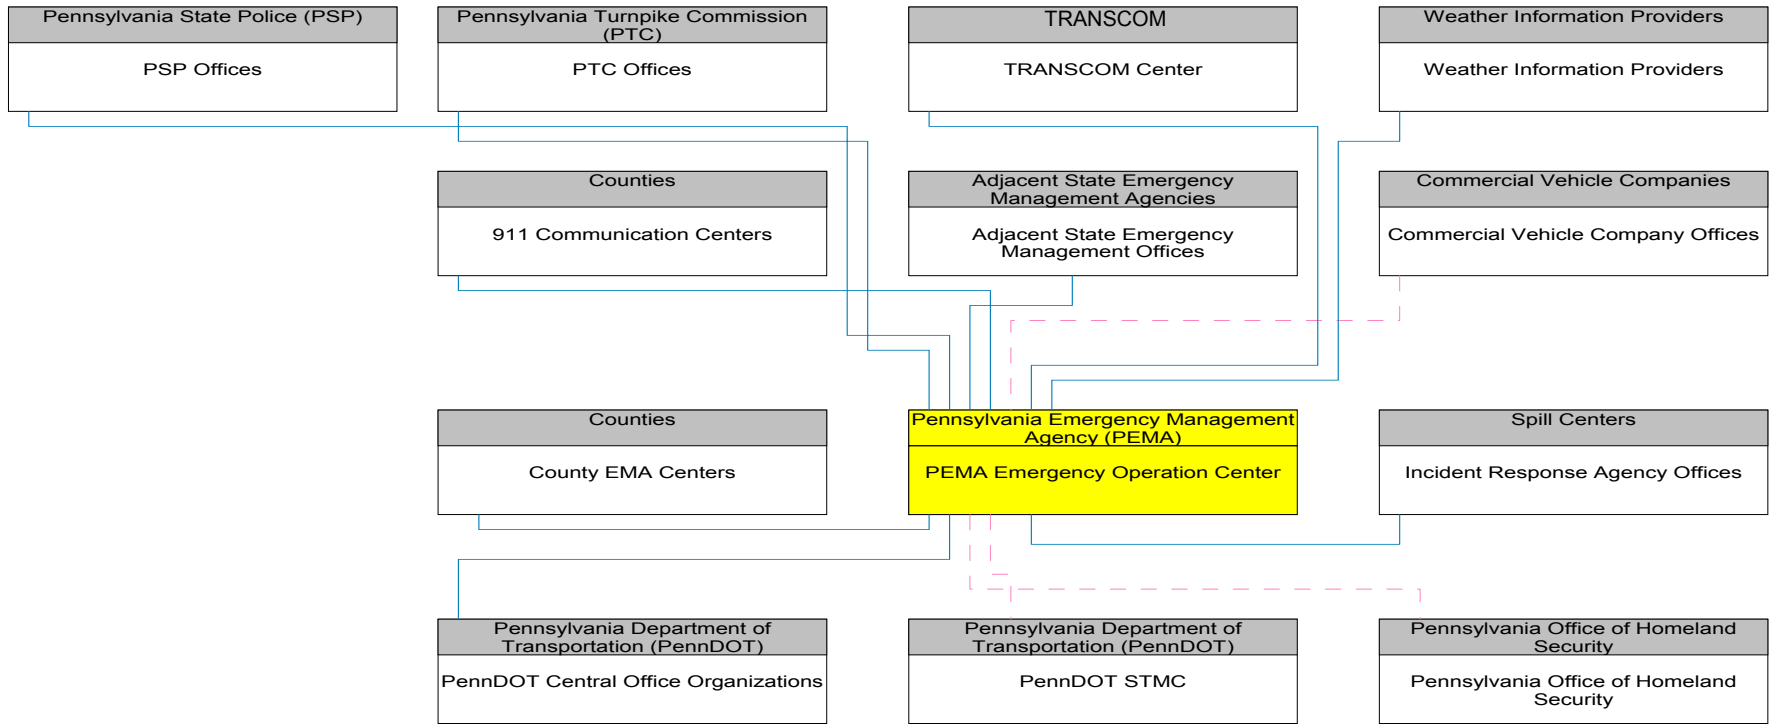 Pennsylvania State Police (PSP)
PSP Offices
Pennsylvania Turnpike Commission
(PTC)
PTC Offices
TRANSCOM
TRANSCOM Center
Weather Information Providers
Weather Information Providers
Counties
911 Communication Centers
Adjacent State Emergency
Management Agencies
Adjacent State Emergency
Management Offices
Commercial Vehicle Companies
Commercial Vehicle Company Offices
Counties
County EMA Centers
Pennsylvania Emergency Management
Agency (PEMA)
PEMA Emergency Operation Center
Spill Centers
Incident Response Agency Offices
Pennsylvania Department of
Transportation (PennDOT)
PennDOT Central Office Organizations
Pennsylvania Department of
Transportation (PennDOT)
PennDOT STMC
Pennsylvania Office of Homeland
Security
Pennsylvania Office of Homeland
Security